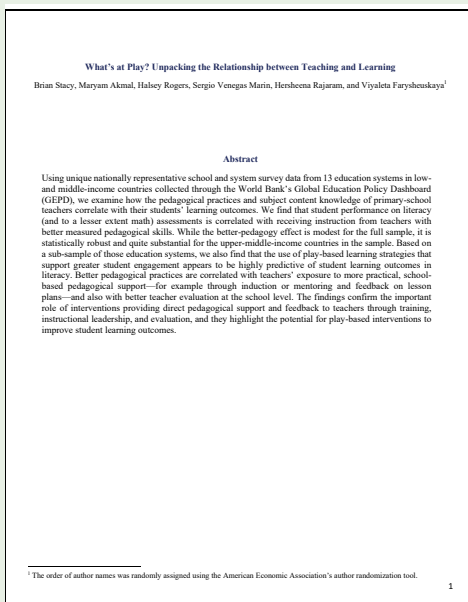 What's at Play? Unpacking the Relationship between Teaching and Learning
Brian Stacy, Maryam Akmal, Halsey Rogers, Sergio Venegas Marin, Hersheena Rajaram, and Viyaleta Farysheuskaya¹
Abstract
Using unique nationally representative school and system survey data from 13 education systems in low-
and middle-income countries collected through the World Bank's Global Education Policy Dashboard
(GEPD), we examine how the pedagogical practices and subject content knowledge of primary-school
teachers correlate with their students' learning outcomes. We find that student performance on literacy
(and to a lesser extent math) assessments is correlated with receiving instruction from teachers with
better measured pedagogical skills. While the better-pedagogy effect is modest for the full sample, it is
statistically robust and quite substantial for the upper-middle-income countries in the sample. Based on
a sub-sample of those education systems, we also find that the use of play-based learning strategies that
support greater student engagement appears to be highly predictive of student learning outcomes in
literacy. Better pedagogical practices are correlated with teachers' exposure to more practical, school-
based pedagogical support—for example through induction or mentoring and feedback on lesson
plans—and also with better teacher evaluation at the school level. The findings confirm the important
role of interventions providing direct pedagogical support and feedback to teachers through training,
instructional leadership, and evaluation, and they highlight the potential for play-based interventions to
improve student learning outcomes.
¹ The order of author names was randomly assigned using the American Economic Association's author randomization tool.
1